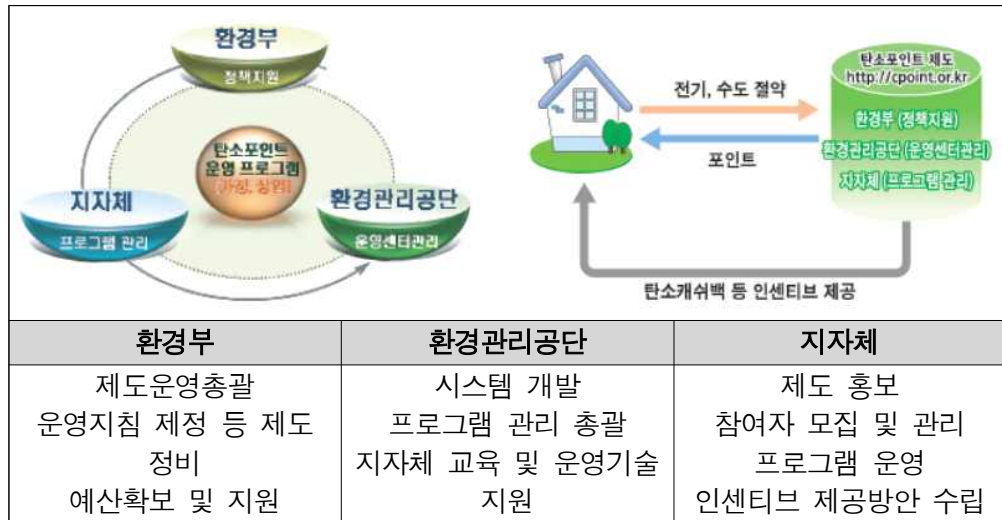 환경부
정책지원
탄소포인트
운영 프로그램
(가정, 상업)
지자체
프로그램 관리
환경관리공단
운영센터관리
전기, 수도 절약
포인트
탄소포인트 제도
http://cpoint.or.kr
환경부 (정책지원)
환경관리공단 (운영센터관리)
지자체 (프로그램 관리)
탄소캐쉬백 등 인센티브 제공
환경부
환경관리공단
지자체
제도운영총괄
운영지침 제정 등 제도
정비
예산확보 및 지원
시스템 개발
프로그램 관리 총괄
지자체 교육 및 운영기술
지원
제도 홍보
참여자 모집 및 관리
프로그램 운영
인센티브 제공방안 수립